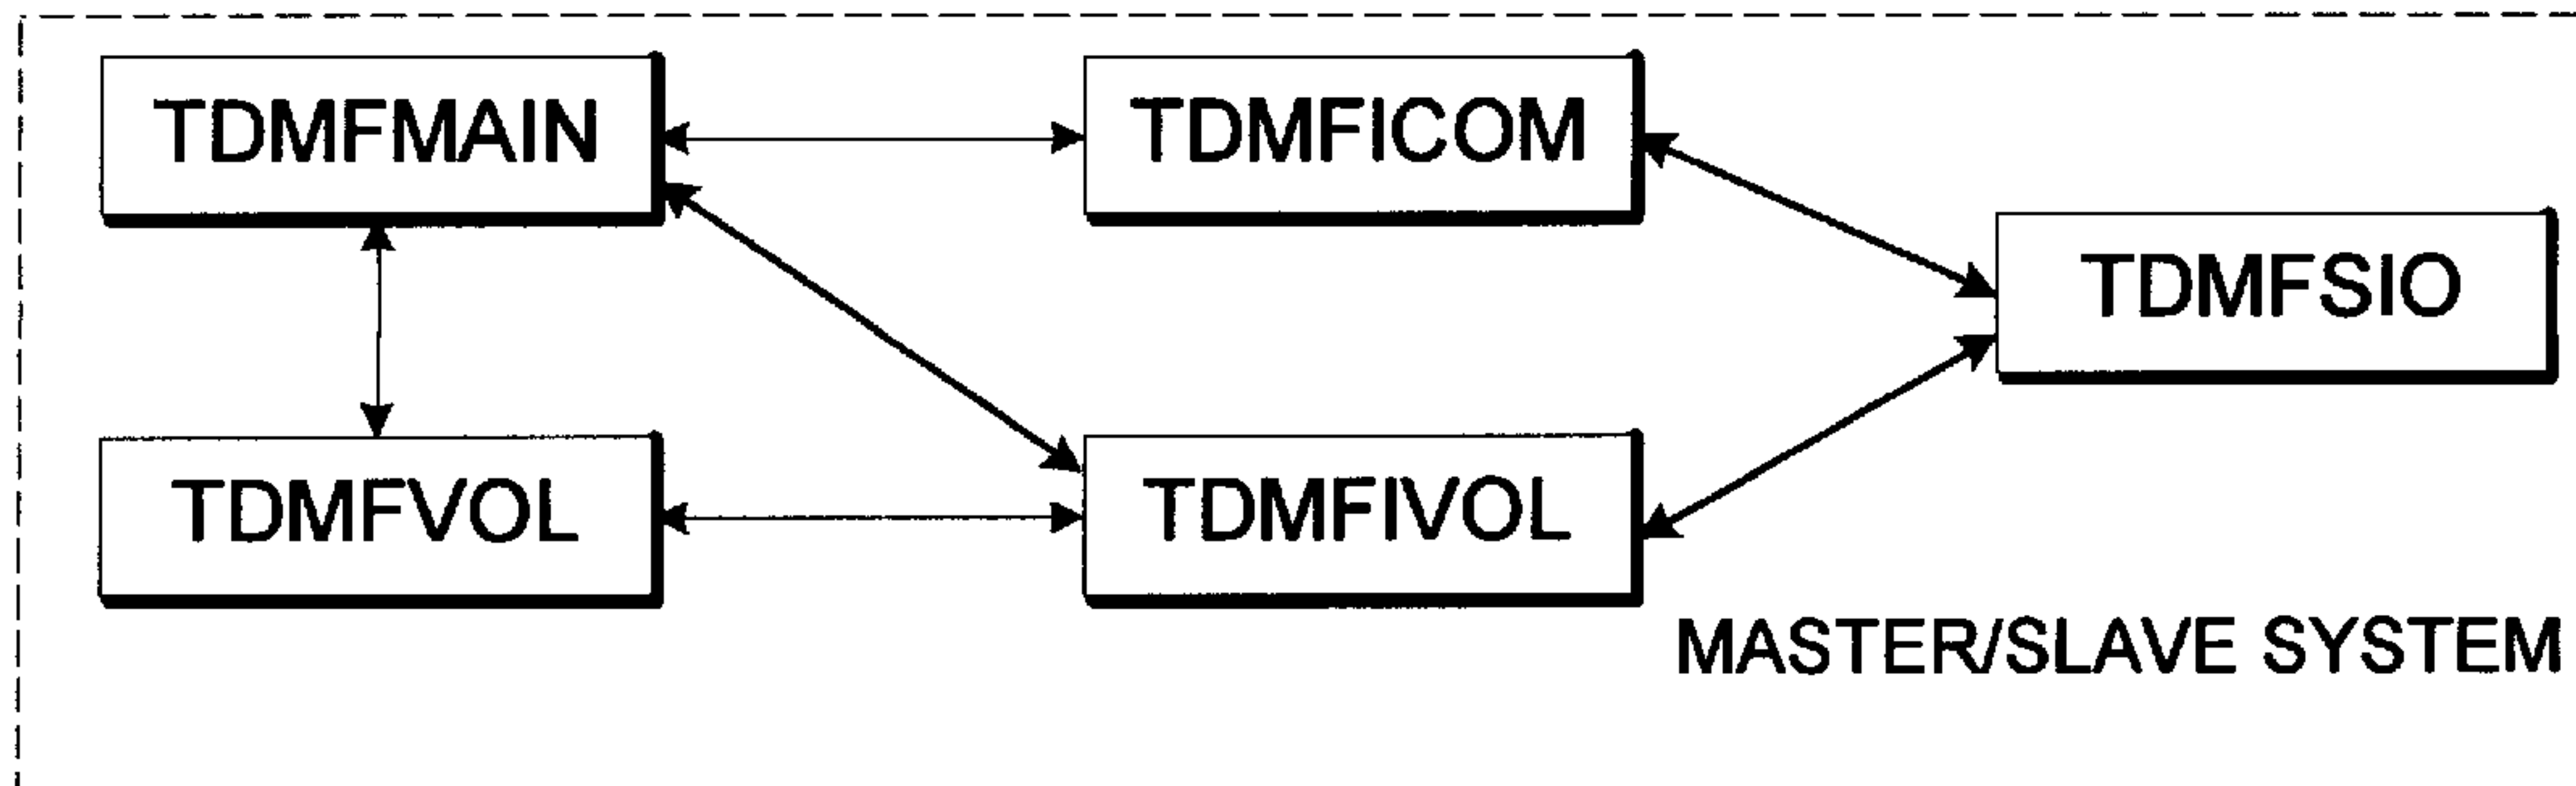 TDMFMAIN
TDMFICOM
TDMFSIO
TDMFVOL
TDMFIVOL
MASTER/SLAVE SYSTEM